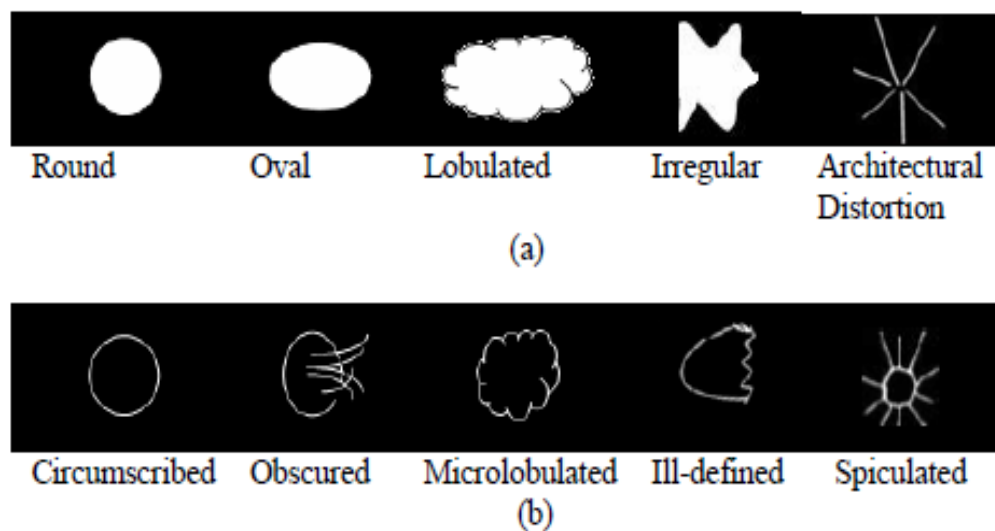 Round Oval Lobulated Irregular Architectural
Distortion
(a)
Circumscribed Obscured Microlobulated Ill-defined Spiculated
(b)